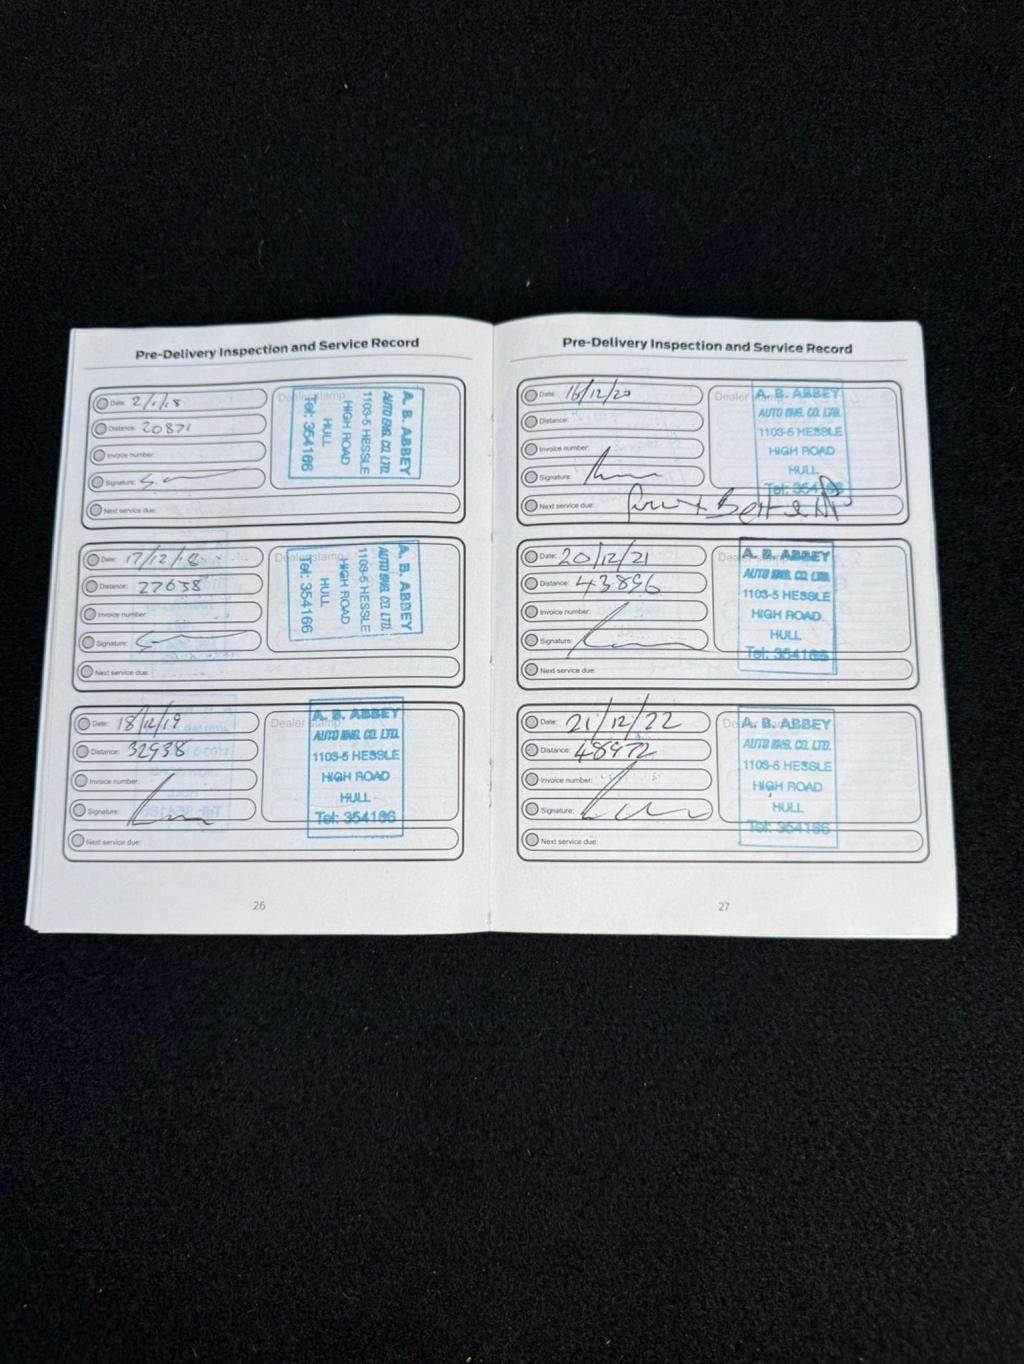 Pre-Delivery Inspection and Service Record
Date: 2/1/18
Distance: 20871
Invoice number:
Signature:
Next service due:
Dealer stamp
A. B. ABBEY
AUTO ENG. CO. LTD.
1103-5 HESSLE
HIGH ROAD
HULL
Tel: 354166
Date: 17/12/18
Distance: 27658
Invoice number:
Signature:
Next service due:
Dealer stamp
A. B. ABBEY
AUTO ENG. CO. LTD.
1103-5 HESSLE
HIGH ROAD
HULL
Tel: 354166
Date: 18/12/19
Distance: 32938
Invoice number:
Signature:
Next service due:
Dealer stamp
A. B. ABBEY
AUTO ENG. CO. LTD.
1103-5 HESSLE
HIGH ROAD
HULL
Tel: 354166
26
Pre-Delivery Inspection and Service Record
Date: 16/12/20
Distance:
Invoice number:
Signature:
Next service due: Belt
Dealer stamp
A. B. ABBEY
AUTO ENG. CO. LTD.
1103-5 HESSLE
HIGH ROAD
HULL
Tel: 354166
Date: 20/12/21
Distance: 43896
Invoice number:
Signature:
Next service due:
A. B. ABBEY
AUTO ENG. CO. LTD.
1103-5 HESSLE
HIGH ROAD
HULL
Tel: 354166
Date: 21/12/22
Distance: 48972
Invoice number:
Signature:
Next service due:
A. B. ABBEY
AUTO ENG. CO. LTD.
1103-5 HESSLE
HIGH ROAD
HULL
Tel: 354166
27